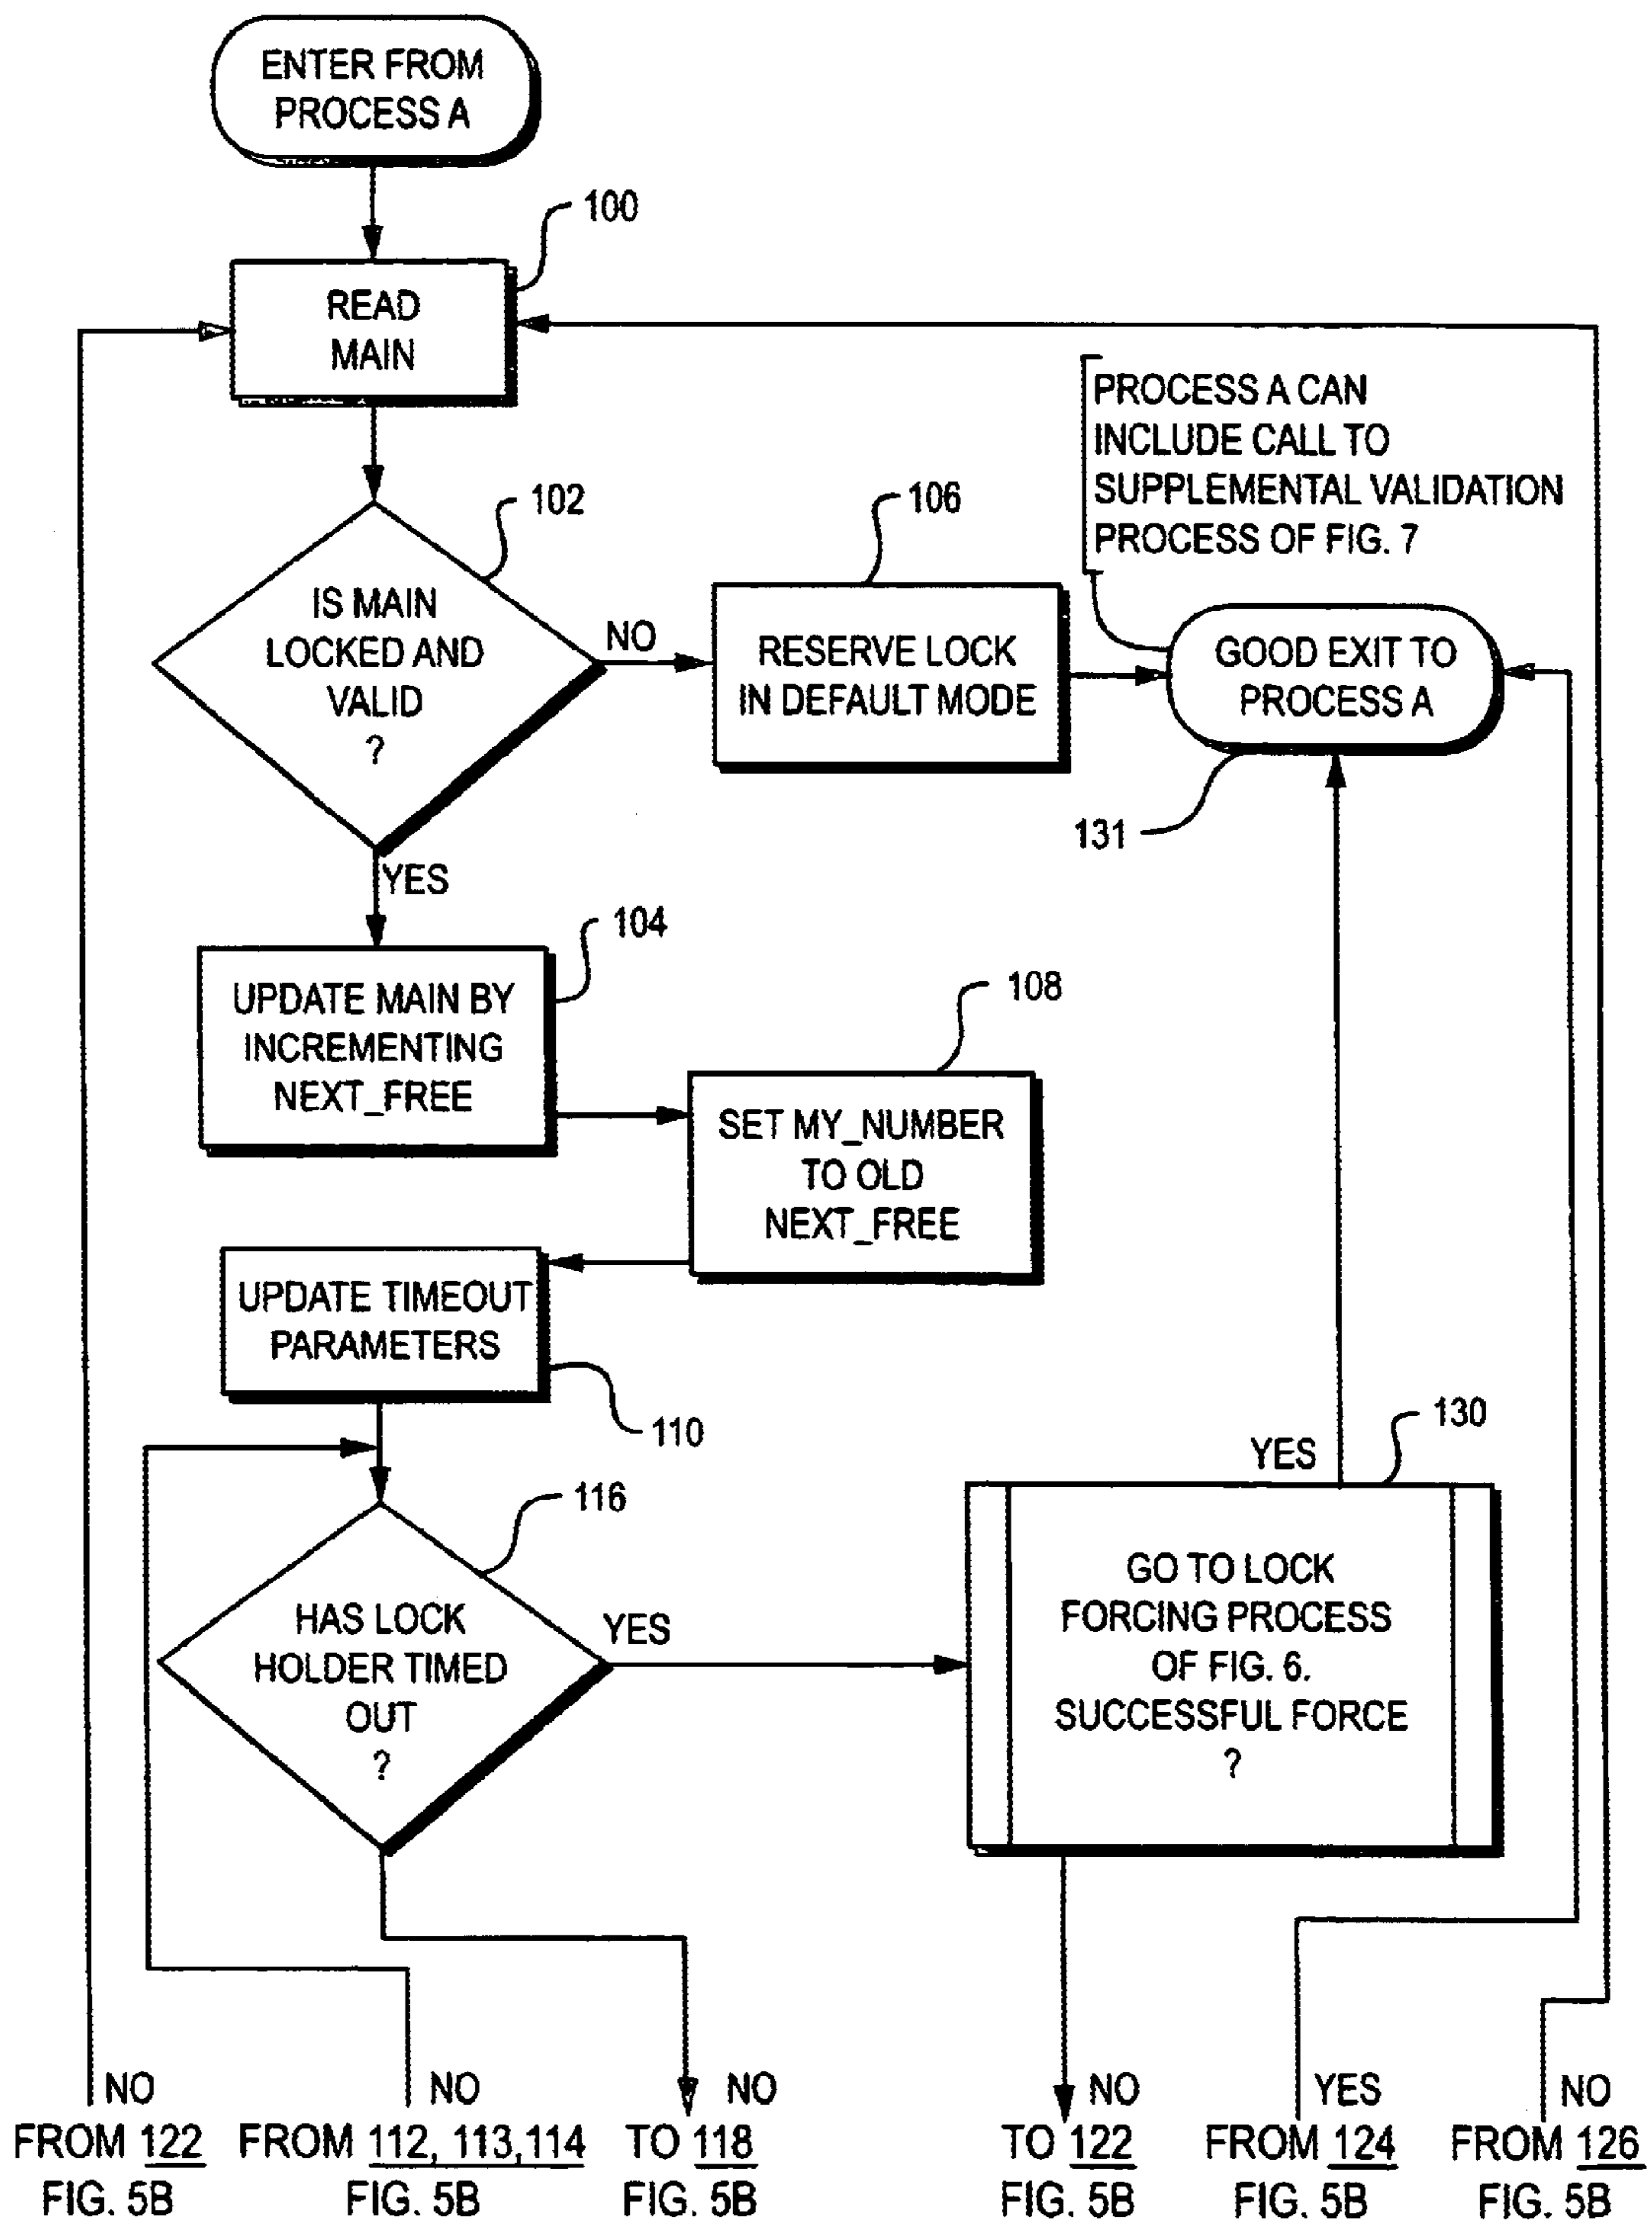 ENTER FROM
PROCESS A
100
READ
MAIN
PROCESS A CAN
INCLUDE CALL TO
SUPPLEMENTAL VALIDATION
PROCESS OF FIG. 7
102
106
IS MAIN
LOCKED AND
VALID
?
NO
RESERVE LOCK
IN DEFAULT MODE
GOOD EXIT TO
PROCESS A
131
YES
104
UPDATE MAIN BY
INCREMENTING
NEXT_FREE
108
SET MY_NUMBER
TO OLD
NEXT_FREE
UPDATE TIMEOUT
PARAMETERS
110
130
YES
116
HAS LOCK
HOLDER TIMED
OUT
?
YES
GO TO LOCK
FORCING PROCESS
OF FIG. 6.
SUCCESSFUL FORCE
?
NO
FROM 122
FIG. 5B
NO
FROM 112, 113,114
FIG. 5B
NO
TO 118
FIG. 5B
NO
TO 122
FIG. 5B
YES
FROM 124
FIG. 5B
NO
FROM 126
FIG. 5B